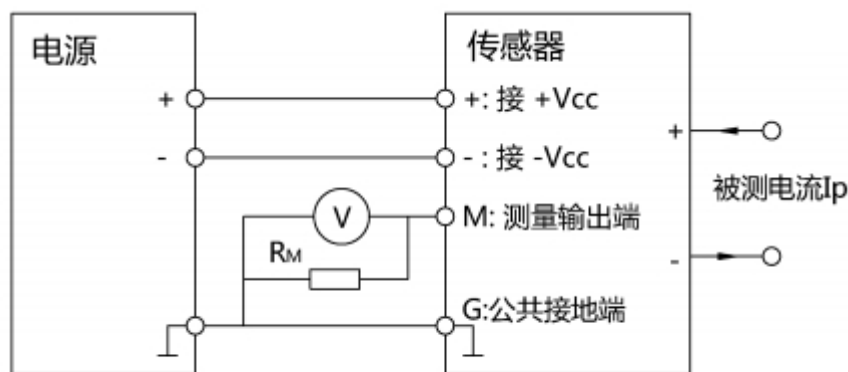 电源
传感器
+
+: 接 +Vcc
-
- : 接 -Vcc
+
被测电流Ip
-
V
M: 测量输出端
RM
G:公共接地端